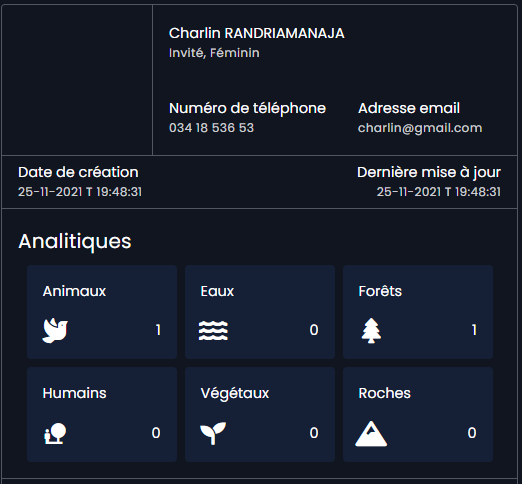 Charlin RANDRIAMANAJA
Invité, Féminin
Numéro de téléphone Adresse email
034 18 536 53 charlin@gmail.com
Date de création Dernière mise à jour
25-11-2021 T 19:48:31 25-11-2021 T 19:48:31
Analitiques
Animaux Eaux Forêts
1 0 1
Humains Végétaux Roches
0 0 0